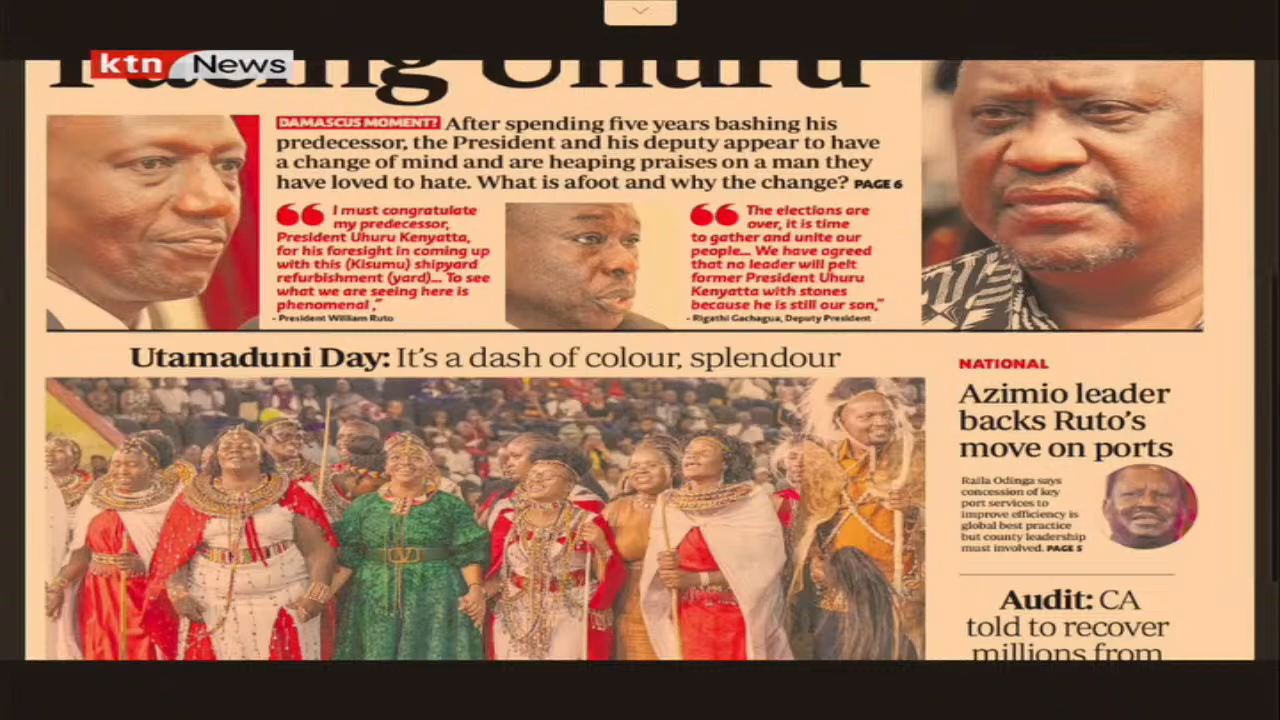 ktn News
Facing Uhuru
DAMASCUS MOMENT? After spending five years bashing his
predecessor, the President and his deputy appear to have
a change of mind and are heaping praises on a man they
have loved to hate. What is afoot and why the change? PAGE 6
I must congratulate
my predecessor,
President Uhuru Kenyatta,
for his foresight in coming up
with this (Kisumu) shipyard
refurbishment (yard)... To see
what we are seeing here is
phenomenal,"
- President William Ruto
The elections are
over, it is time
to gather and unite our
people... We have agreed
that no leader will pelt
former President Uhuru
Kenyatta with stones
because he is still our son,"
- Rigathi Gachagua, Deputy President
Utamaduni Day: It's a dash of colour, splendour
NATIONAL
Azimio leader
backs Ruto's
move on ports
Raila Odinga says
concession of key
port services to
improve efficiency is
global best practice
but county leadership
must involved. PAGE 5
Audit: CA
told to recover
millions from